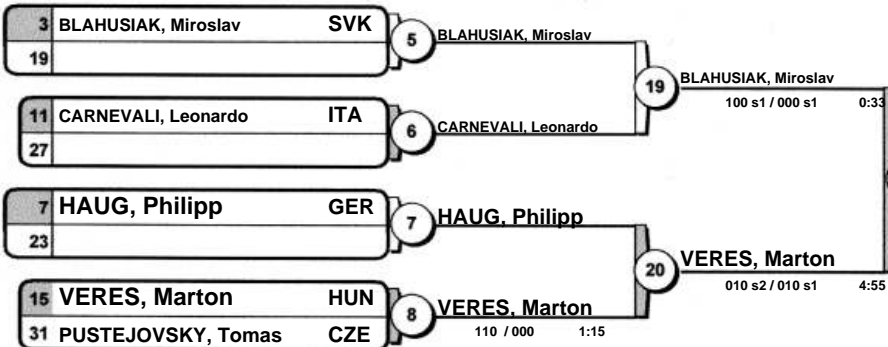 3 BLAHUSIAK, Miroslav SVK
19
5
BLAHUSIAK, Miroslav
11 CARNEVALI, Leonardo ITA
27
6
CARNEVALI, Leonardo
19
BLAHUSIAK, Miroslav
100 s1 / 000 s1 0:33
7 HAUG, Philipp GER
23
7
HAUG, Philipp
15 VERES, Marton HUN
31 PUSTEJOVSKY, Tomas CZE
8
VERES, Marton
110 / 000 1:15
20
VERES, Marton
010 s2 / 010 s1 4:55